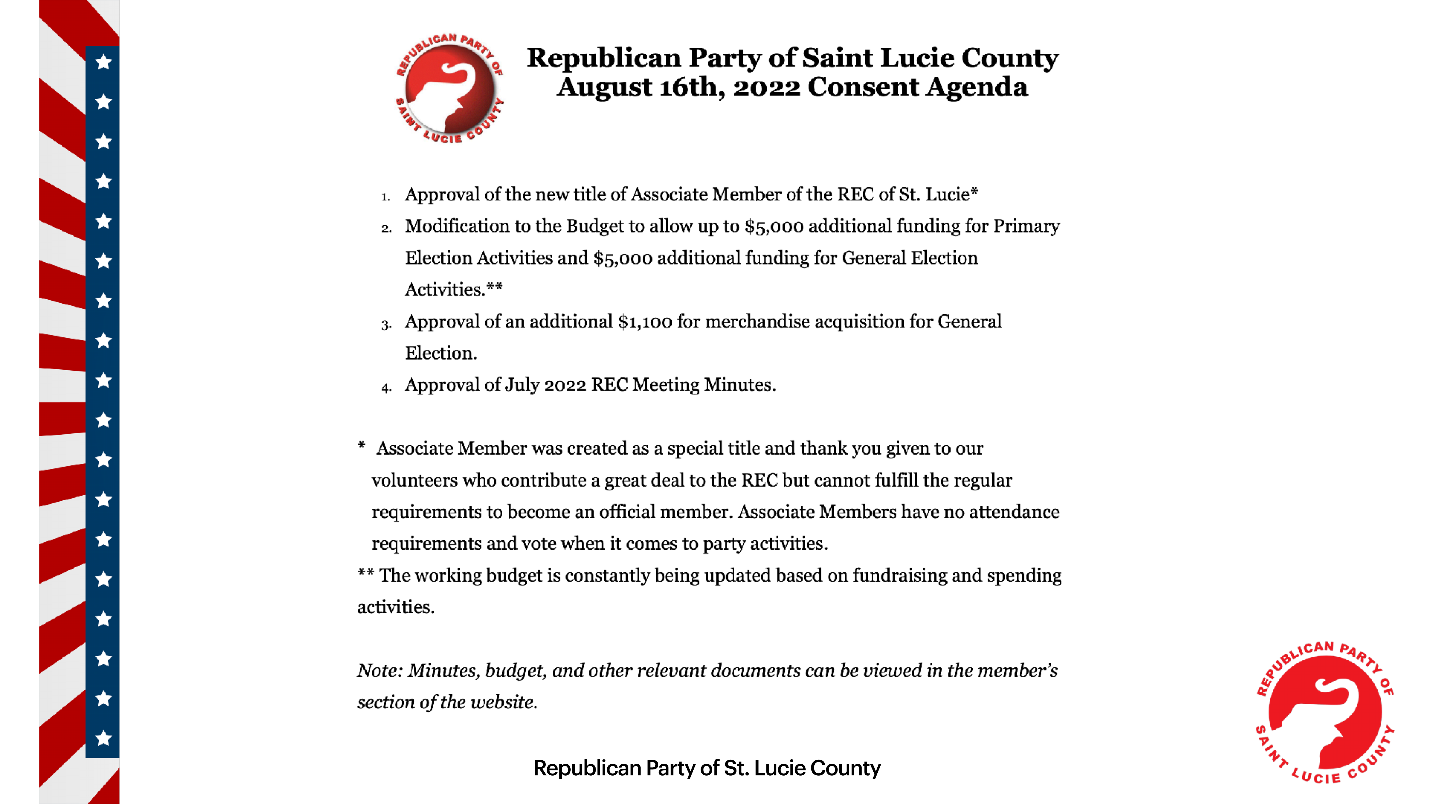 REPUBLICAN PARTY OF
SAINT LUCIE COUNTY
Republican Party of Saint Lucie County
August 16th, 2022 Consent Agenda
1. Approval of the new title of Associate Member of the REC of St. Lucie*
2. Modification to the Budget to allow up to $5,000 additional funding for Primary
Election Activities and $5,000 additional funding for General Election
Activities.**
3. Approval of an additional $1,100 for merchandise acquisition for General
Election.
4. Approval of July 2022 REC Meeting Minutes.
* Associate Member was created as a special title and thank you given to our
volunteers who contribute a great deal to the REC but cannot fulfill the regular
requirements to become an official member. Associate Members have no attendance
requirements and vote when it comes to party activities.
** The working budget is constantly being updated based on fundraising and spending
activities.
Note: Minutes, budget, and other relevant documents can be viewed in the member's
section of the website.
Republican Party of St. Lucie County
REPUBLICAN PARTY OF
SAINT LUCIE COUNTY